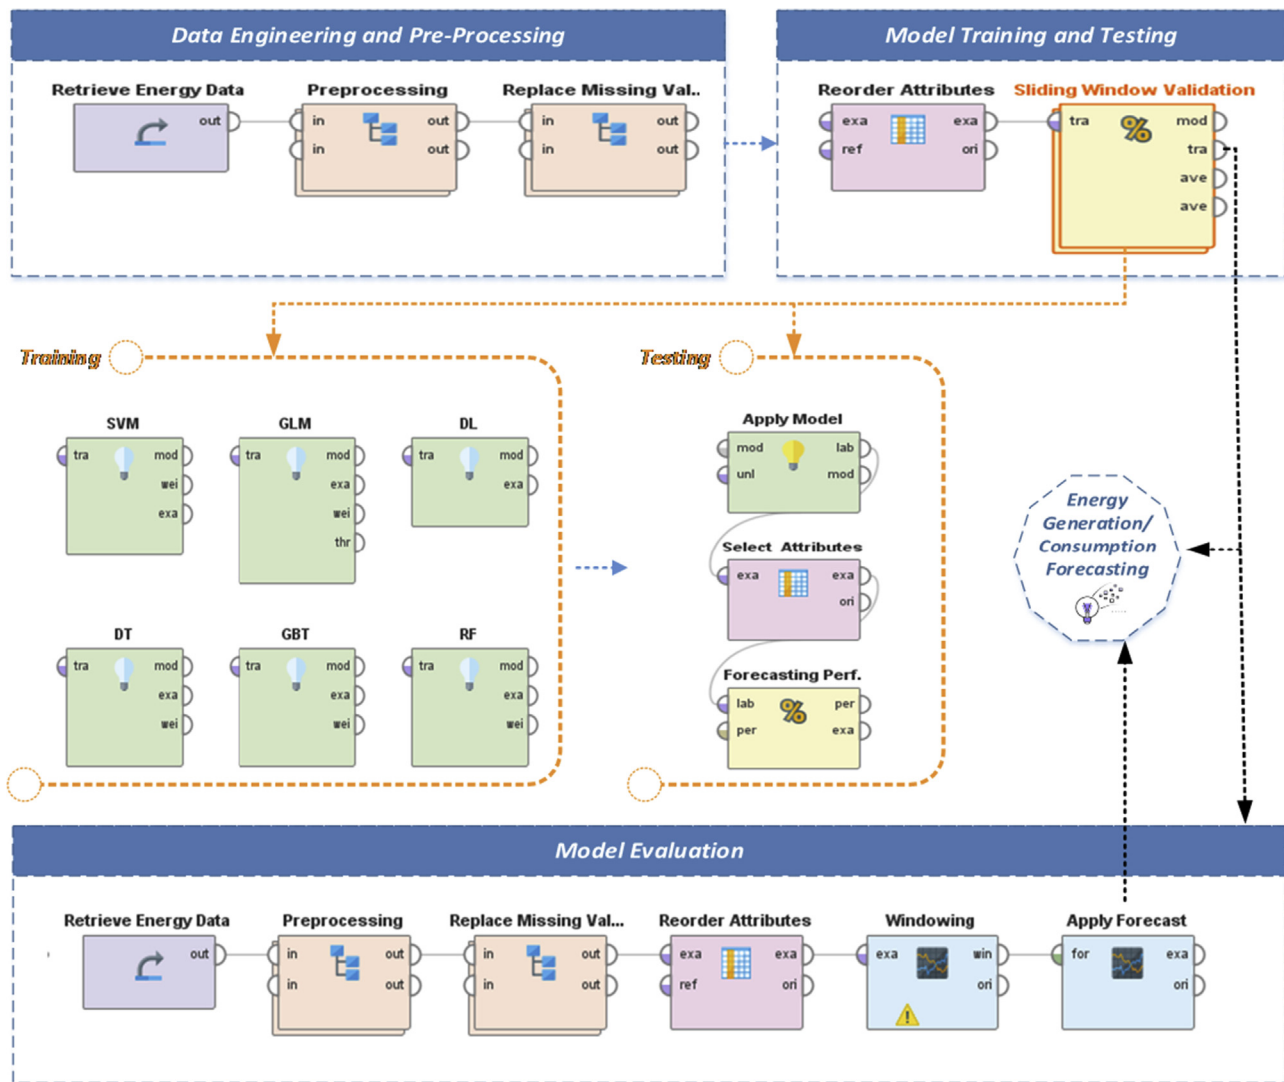 Data Engineering and Pre-Processing
Retrieve Energy Data
out
Preprocessing
in out
in out
Replace Missing Val..
in out
in out
Model Training and Testing
Reorder Attributes
exa exa
ref ori
Sliding Window Validation
tra mod
tra
ave
ave
Training
SVM
tra mod
wei
exa
GLM
tra mod
exa
wei
thr
DL
tra mod
exa
DT
tra mod
exa
wei
GBT
tra mod
exa
wei
RF
tra mod
exa
wei
Testing
Apply Model
mod lab
unl mod
Select Attributes
exa exa
ori
Forecasting Perf.
lab per
per exa
Energy
Generation/
Consumption
Forecasting
Model Evaluation
Retrieve Energy Data
out
Preprocessing
in out
in out
Replace Missing Val...
in out
in out
Reorder Attributes
exa exa
ref ori
Windowing
exa win
ori
Apply Forecast
for exa
ori